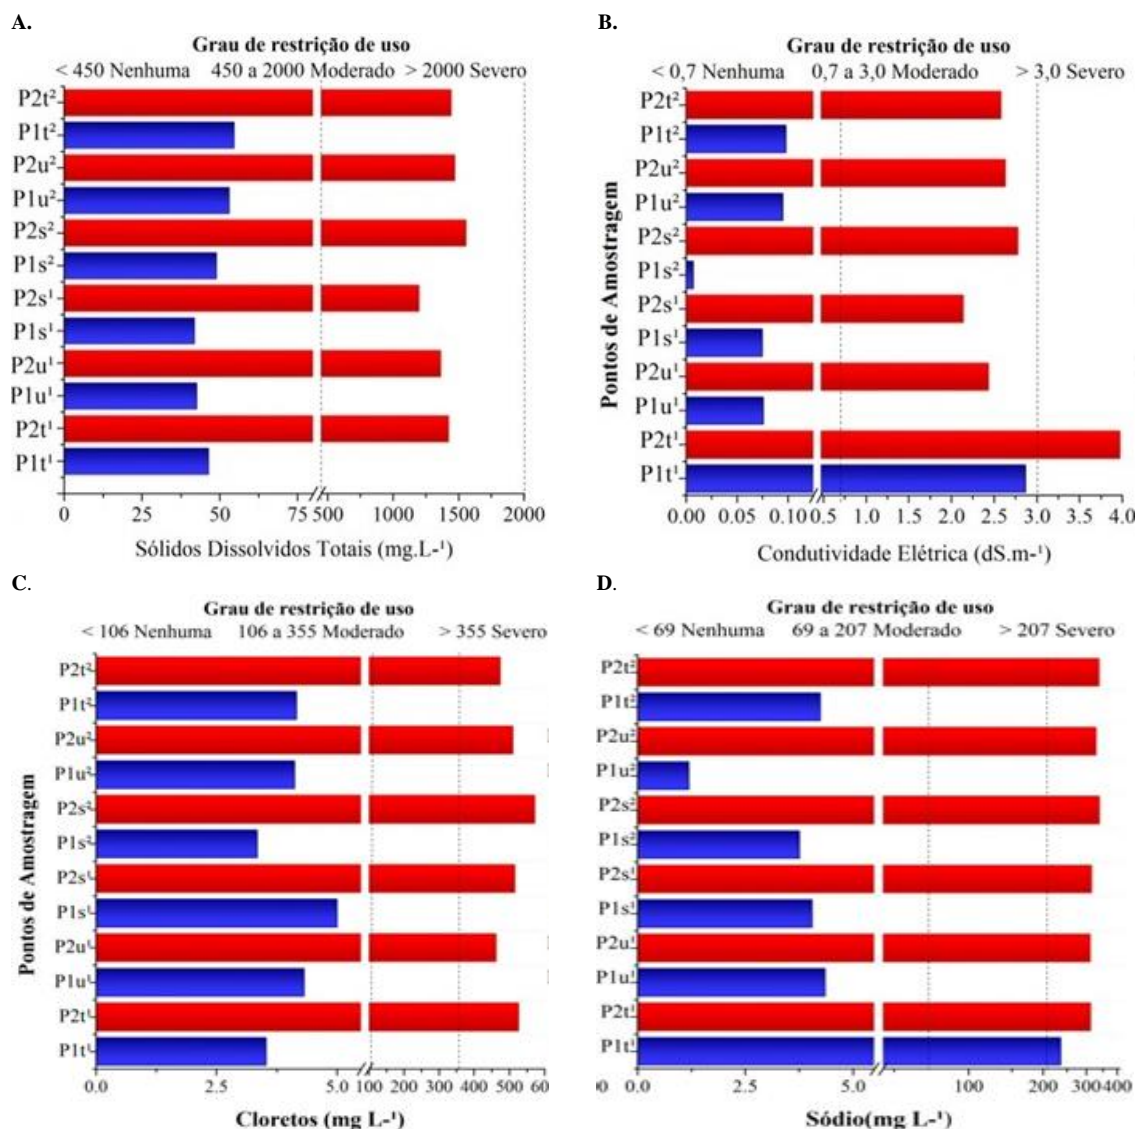 A.
Grau de restrição de uso
< 450 Nenhuma 450 a 2000 Moderado > 2000 Severo
P2t²
P1t²
P2u²
P1u²
P2s²
P1s²
P2s¹
P1s¹
P2u¹
P1u¹
P2t¹
P1t¹
0 25 50 75 500 1000 1500 2000
Sólidos Dissolvidos Totais (mg.L-¹)
B.
Grau de restrição de uso
< 0,7 Nenhuma 0,7 a 3,0 Moderado > 3,0 Severo
Pontos de Amostragem
P2t²
P1t²
P2u²
P1u²
P2s²
P1s²
P2s¹
P1s¹
P2u¹
P1u¹
P2t¹
P1t¹
0.00 0.05 0.10 0.5 1.0 1.5 2.0 2.5 3.0 3.5 4.0
Condutividade Elétrica (dS.m-¹)
C.
Grau de restrição de uso
< 106 Nenhuma 106 a 355 Moderado > 355 Severo
Pontos de Amostragem
P2t²
P1t²
P2u²
P1u²
P2s²
P1s²
P2s¹
P1s¹
P2u¹
P1u¹
P2t¹
P1t¹
0.0 2.5 5.0 100 200 300 400 500 60
Cloretos (mg L-¹)
D.
Grau de restrição de uso
< 69 Nenhuma 69 a 207 Moderado > 207 Severo
P2t²
P1t²
P2u²
P1u²
P2s²
P1s²
P2s¹
P1s¹
P2u¹
P1u¹
P2t¹
P1t¹
0.0 2.5 5.0 100 200 300 400
Sódio(mg L-¹)